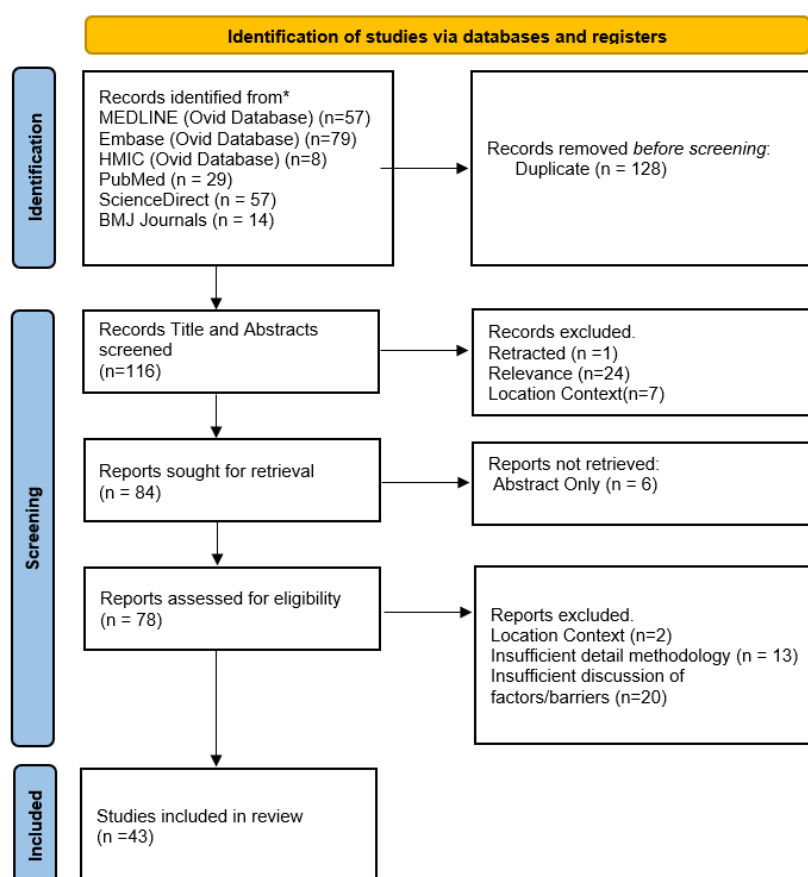 Identification of studies via databases and registers
Identification
Records identified from*
MEDLINE (Ovid Database) (n=57)
Embase (Ovid Database) (n=79)
HMIC (Ovid Database) (n=8)
PubMed (n = 29)
ScienceDirect (n = 57)
BMJ Journals (n = 14)
Records removed before screening:
Duplicate (n = 128)
Screening
Records Title and Abstracts
screened
(n=116)
Records excluded.
Retracted (n =1)
Relevance (n=24)
Location Context(n=7)
Reports sought for retrieval
(n = 84)
Reports not retrieved:
Abstract Only (n = 6)
Reports assessed for eligibility
(n = 78)
Reports excluded.
Location Context (n=2)
Insufficient detail methodology (n = 13)
Insufficient discussion of
factors/barriers (n=20)
Included
Studies included in review
(n =43)